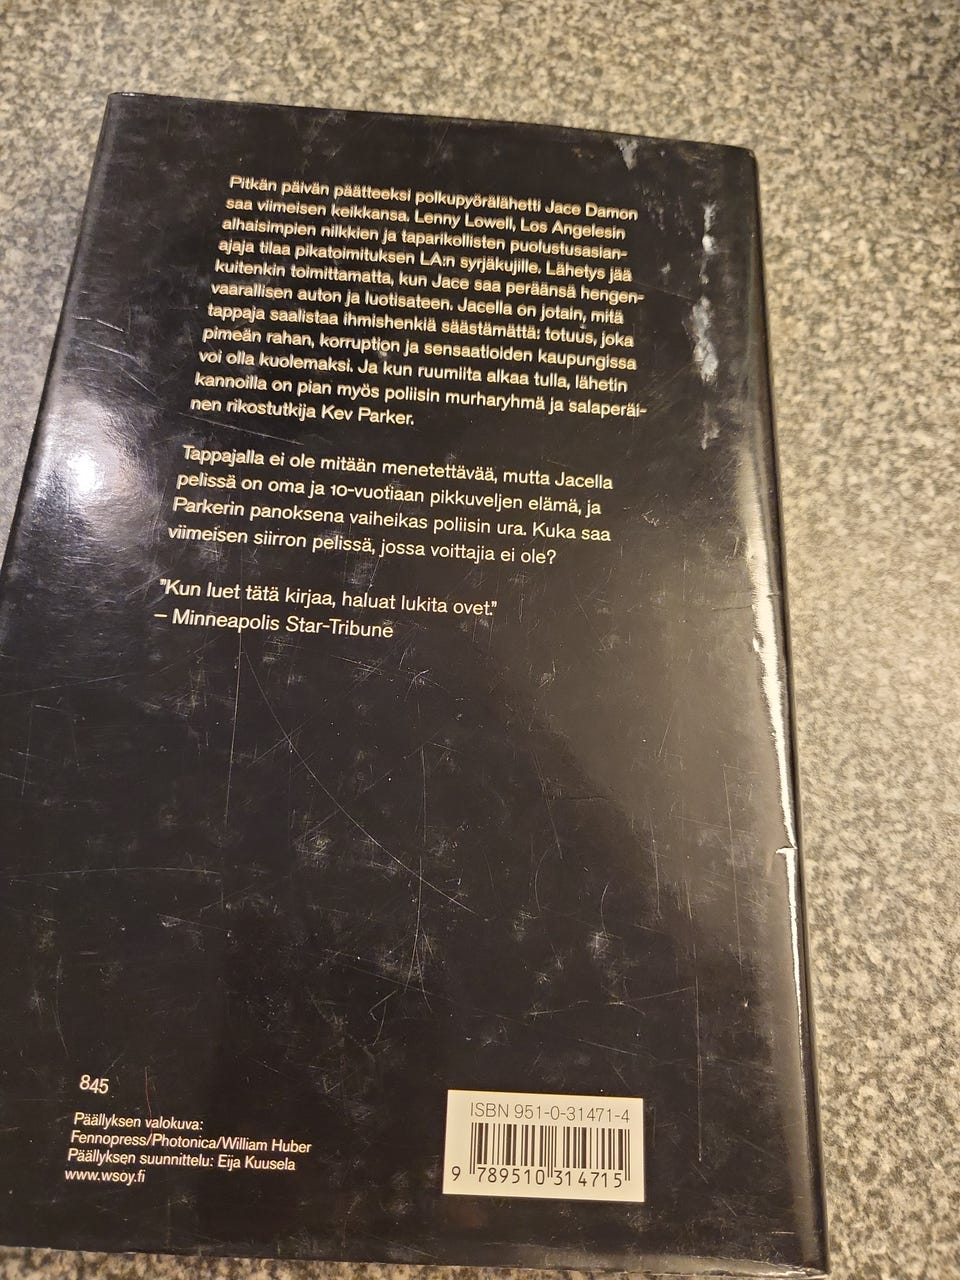 Pitkän päivän päätteeksi polkupyörälähetti Jace Damon
saa viimeisen keikkansa. Lenny Lowell, Los Angelesin
alhaisimpien nilkkien ja taparikollisten puolustusasian-
ajaja tilaa pikatoimituksen LA:n syrjäkujille. Lähetys jää
kuitenkin toimittamatta, kun Jace saa peräänsä hengen-
vaarallisen auton ja luotisateen. Jacella on jotain, mitä
tappaja saalistaa ihmishenkiä säästämättä: totuus, joka
pimeän rahan, korruption ja sensaatioiden kaupungissa
voi olla kuolemaksi. Ja kun ruumiita alkaa tulla, lähetin
kannoilla on pian myös poliisin murharyhmä ja salaperäi-
nen rikostutkija Kev Parker.
Tappajalla ei ole mitään menetettävää, mutta Jacella
pelissä on oma ja 10-vuotiaan pikkuveljen elämä, ja
Parkerin panoksena vaiheikas poliisin ura. Kuka saa
viimeisen siirron pelissä, jossa voittajia ei ole?
"Kun luet tätä kirjaa, haluat lukita ovet."
– Minneapolis Star-Tribune
845
Päällyksen valokuva:
Fennopress/Photonica/William Huber
Päällyksen suunnittelu: Eija Kuusela
www.wsoy.fi
ISBN 951-0-31471-4
9 789510 314715